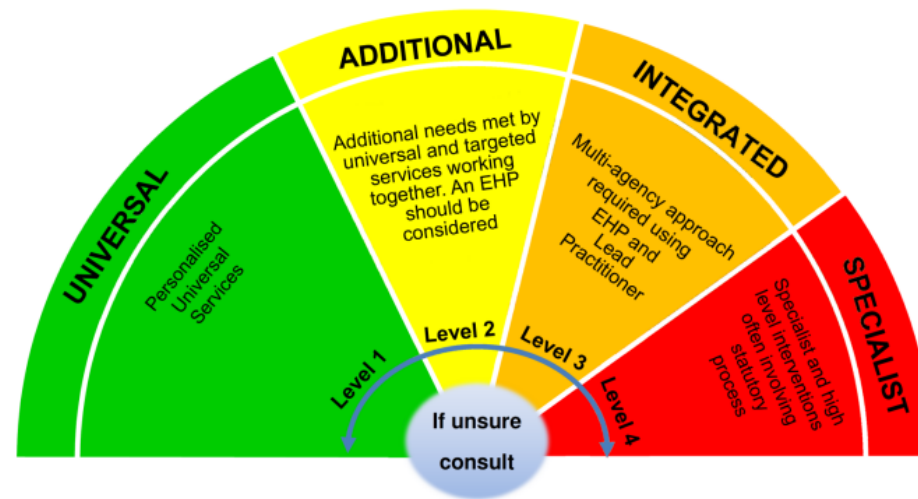 UNIVERSAL
Personalised
Universal
Services
Level 1
ADDITIONAL
Additional needs met by
universal and targeted
services working
together. An EHP
should be
considered
Level 2
INTEGRATED
Multi-agency approach
required using
EHP and
Lead
Practitioner
Level 3
SPECIALIST
Specialist and high
level interventions
often involving
statutory
process
Level 4
If unsure
consult